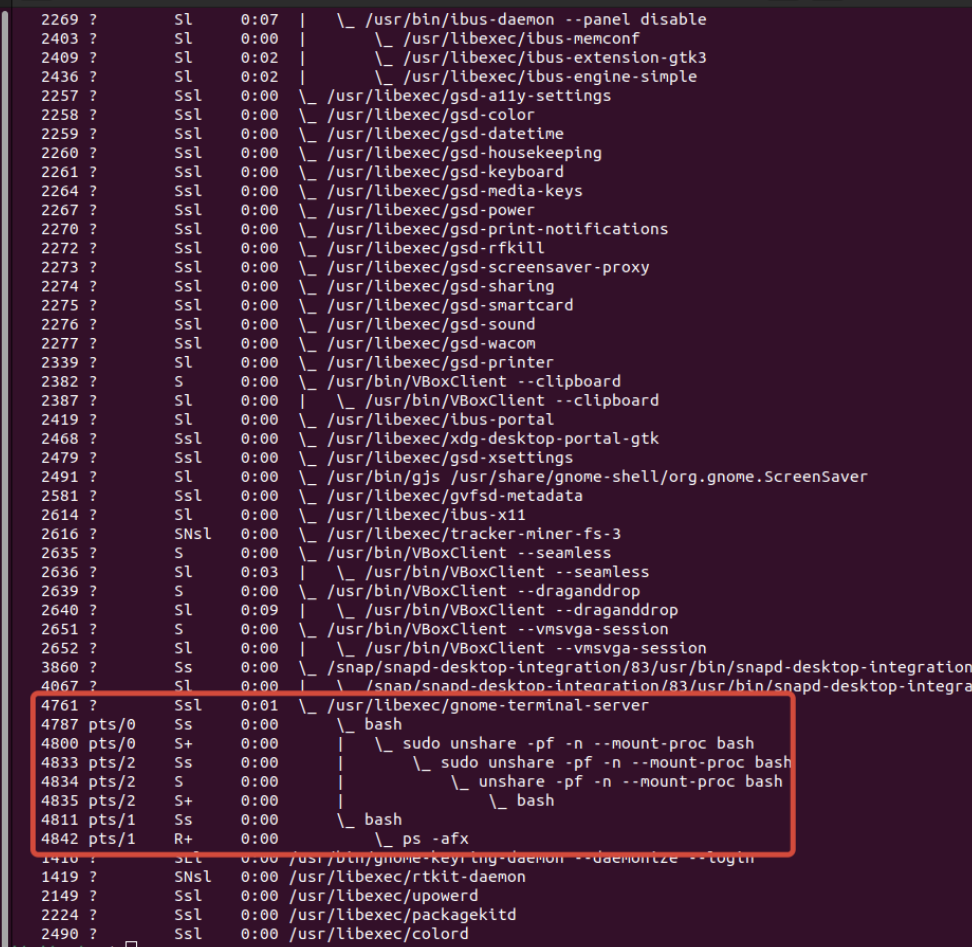 2269 ?        Sl     0:07  |   \_ /usr/bin/ibus-daemon --panel disable
2403 ?        Sl     0:00  |       \_ /usr/libexec/ibus-memconf
2409 ?        Sl     0:02  |       \_ /usr/libexec/ibus-extension-gtk3
2436 ?        Sl     0:02  |       \_ /usr/libexec/ibus-engine-simple
2257 ?        Ssl    0:00  \_ /usr/libexec/gsd-a11y-settings
2258 ?        Ssl    0:00  \_ /usr/libexec/gsd-color
2259 ?        Ssl    0:00  \_ /usr/libexec/gsd-datetime
2260 ?        Ssl    0:00  \_ /usr/libexec/gsd-housekeeping
2261 ?        Ssl    0:00  \_ /usr/libexec/gsd-keyboard
2264 ?        Ssl    0:00  \_ /usr/libexec/gsd-media-keys
2267 ?        Ssl    0:00  \_ /usr/libexec/gsd-power
2270 ?        Ssl    0:00  \_ /usr/libexec/gsd-print-notifications
2272 ?        Ssl    0:00  \_ /usr/libexec/gsd-rfkill
2273 ?        Ssl    0:00  \_ /usr/libexec/gsd-screensaver-proxy
2274 ?        Ssl    0:00  \_ /usr/libexec/gsd-sharing
2275 ?        Ssl    0:00  \_ /usr/libexec/gsd-smartcard
2276 ?        Ssl    0:00  \_ /usr/libexec/gsd-sound
2277 ?        Ssl    0:00  \_ /usr/libexec/gsd-wacom
2339 ?        Sl     0:00  \_ /usr/libexec/gsd-printer
2382 ?        S      0:00  \_ /usr/bin/VBoxClient --clipboard
2387 ?        Sl     0:00  |   \_ /usr/bin/VBoxClient --clipboard
2419 ?        Sl     0:00  \_ /usr/libexec/ibus-portal
2468 ?        Ssl    0:00  \_ /usr/libexec/xdg-desktop-portal-gtk
2479 ?        Ssl    0:00  \_ /usr/libexec/gsd-xsettings
2491 ?        Sl     0:00  \_ /usr/bin/gjs /usr/share/gnome-shell/org.gnome.ScreenSaver
2581 ?        Ssl    0:00  \_ /usr/libexec/gvfsd-metadata
2614 ?        Sl     0:00  \_ /usr/libexec/ibus-x11
2616 ?        SNsl   0:00  \_ /usr/libexec/tracker-miner-fs-3
2635 ?        S      0:00  \_ /usr/bin/VBoxClient --seamless
2636 ?        Sl     0:03  |   \_ /usr/bin/VBoxClient --seamless
2639 ?        S      0:00  \_ /usr/bin/VBoxClient --draganddrop
2640 ?        Sl     0:09  |   \_ /usr/bin/VBoxClient --draganddrop
2651 ?        S      0:00  \_ /usr/bin/VBoxClient --vmsvga-session
2652 ?        Sl     0:00  |   \_ /usr/bin/VBoxClient --vmsvga-session
3860 ?        Ss     0:00  \_ /snap/snapd-desktop-integration/83/usr/bin/snapd-desktop-integration
4067 ?        Sl     0:00  |   \_ /snap/snapd-desktop-integration/83/usr/bin/snapd-desktop-integra
4761 ?        Ssl    0:01  \_ /usr/libexec/gnome-terminal-server
4787 pts/0    Ss     0:00      \_ bash
4800 pts/0    S+     0:00      |   \_ sudo unshare -pf -n --mount-proc bash
4833 pts/2    Ss     0:00      |       \_ sudo unshare -pf -n --mount-proc bash
4834 pts/2    S      0:00      |           \_ unshare -pf -n --mount-proc bash
4835 pts/2    S+     0:00      |               \_ bash
4811 pts/1    Ss     0:00      \_ bash
4842 pts/1    R+     0:00          \_ ps -afx
1416 ?        SLl    0:00 /usr/bin/gnome-keyring-daemon --daemonize --login
1419 ?        SNsl   0:00 /usr/libexec/rtkit-daemon
2149 ?        Ssl    0:00 /usr/libexec/upowerd
2224 ?        Ssl    0:00 /usr/libexec/packagekitd
2490 ?        Ssl    0:00 /usr/libexec/colord